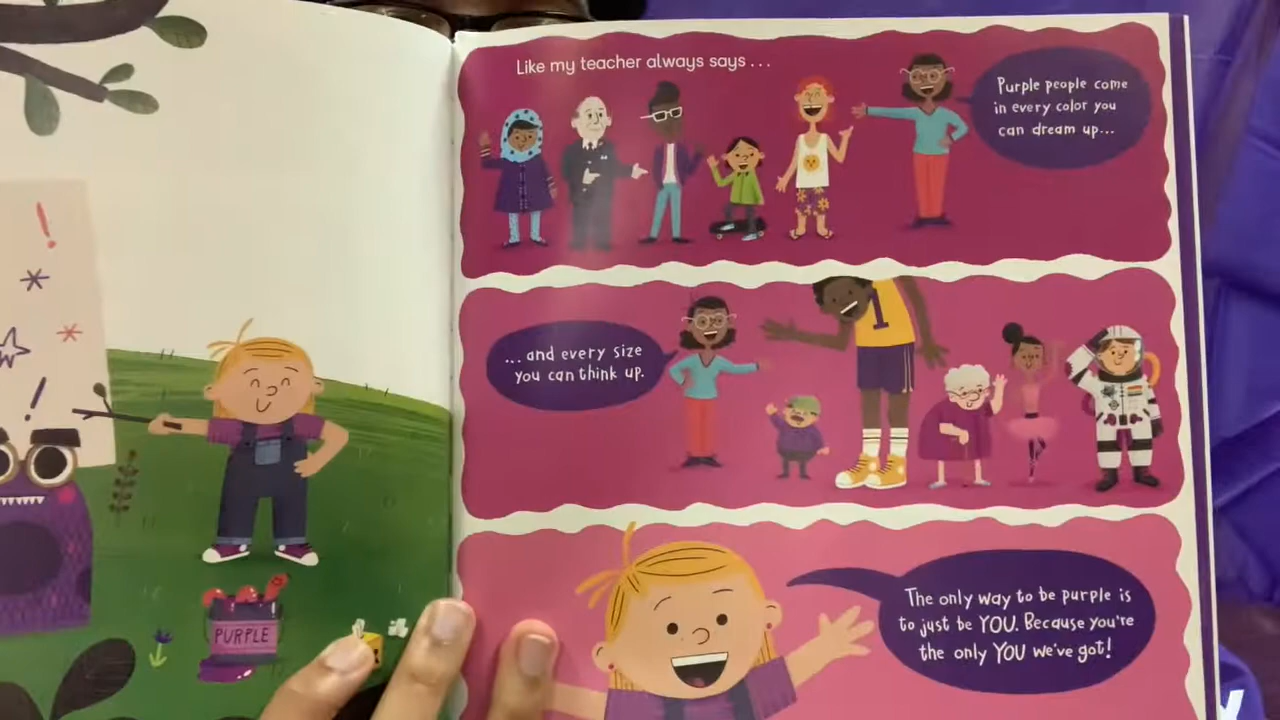 Like my teacher always says...
Purple people come
in every color you
can dream up...
...and every size
you can think up.
1
PURPLE
The only way to be purple is
to just be YOU. Because you're
the only YOU we've got!